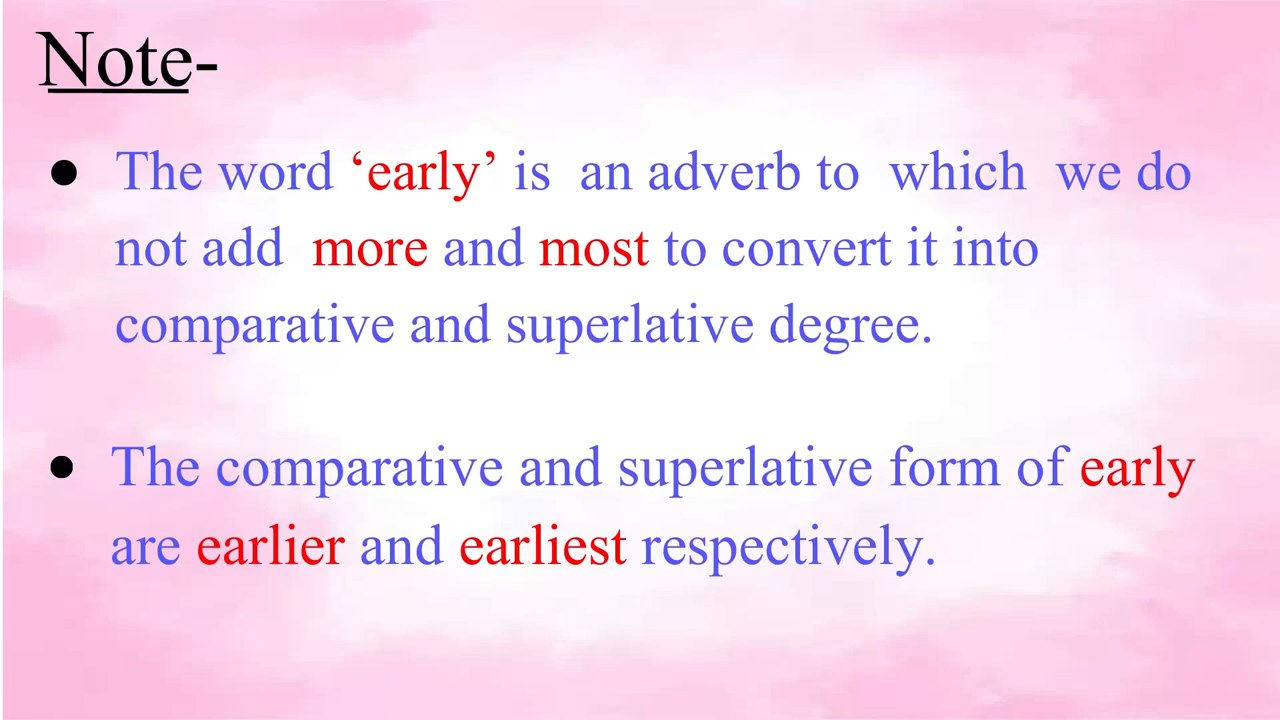 Note-
● The word ‘early’ is an adverb to which we do
not add more and most to convert it into
comparative and superlative degree.
● The comparative and superlative form of early
are earlier and earliest respectively.